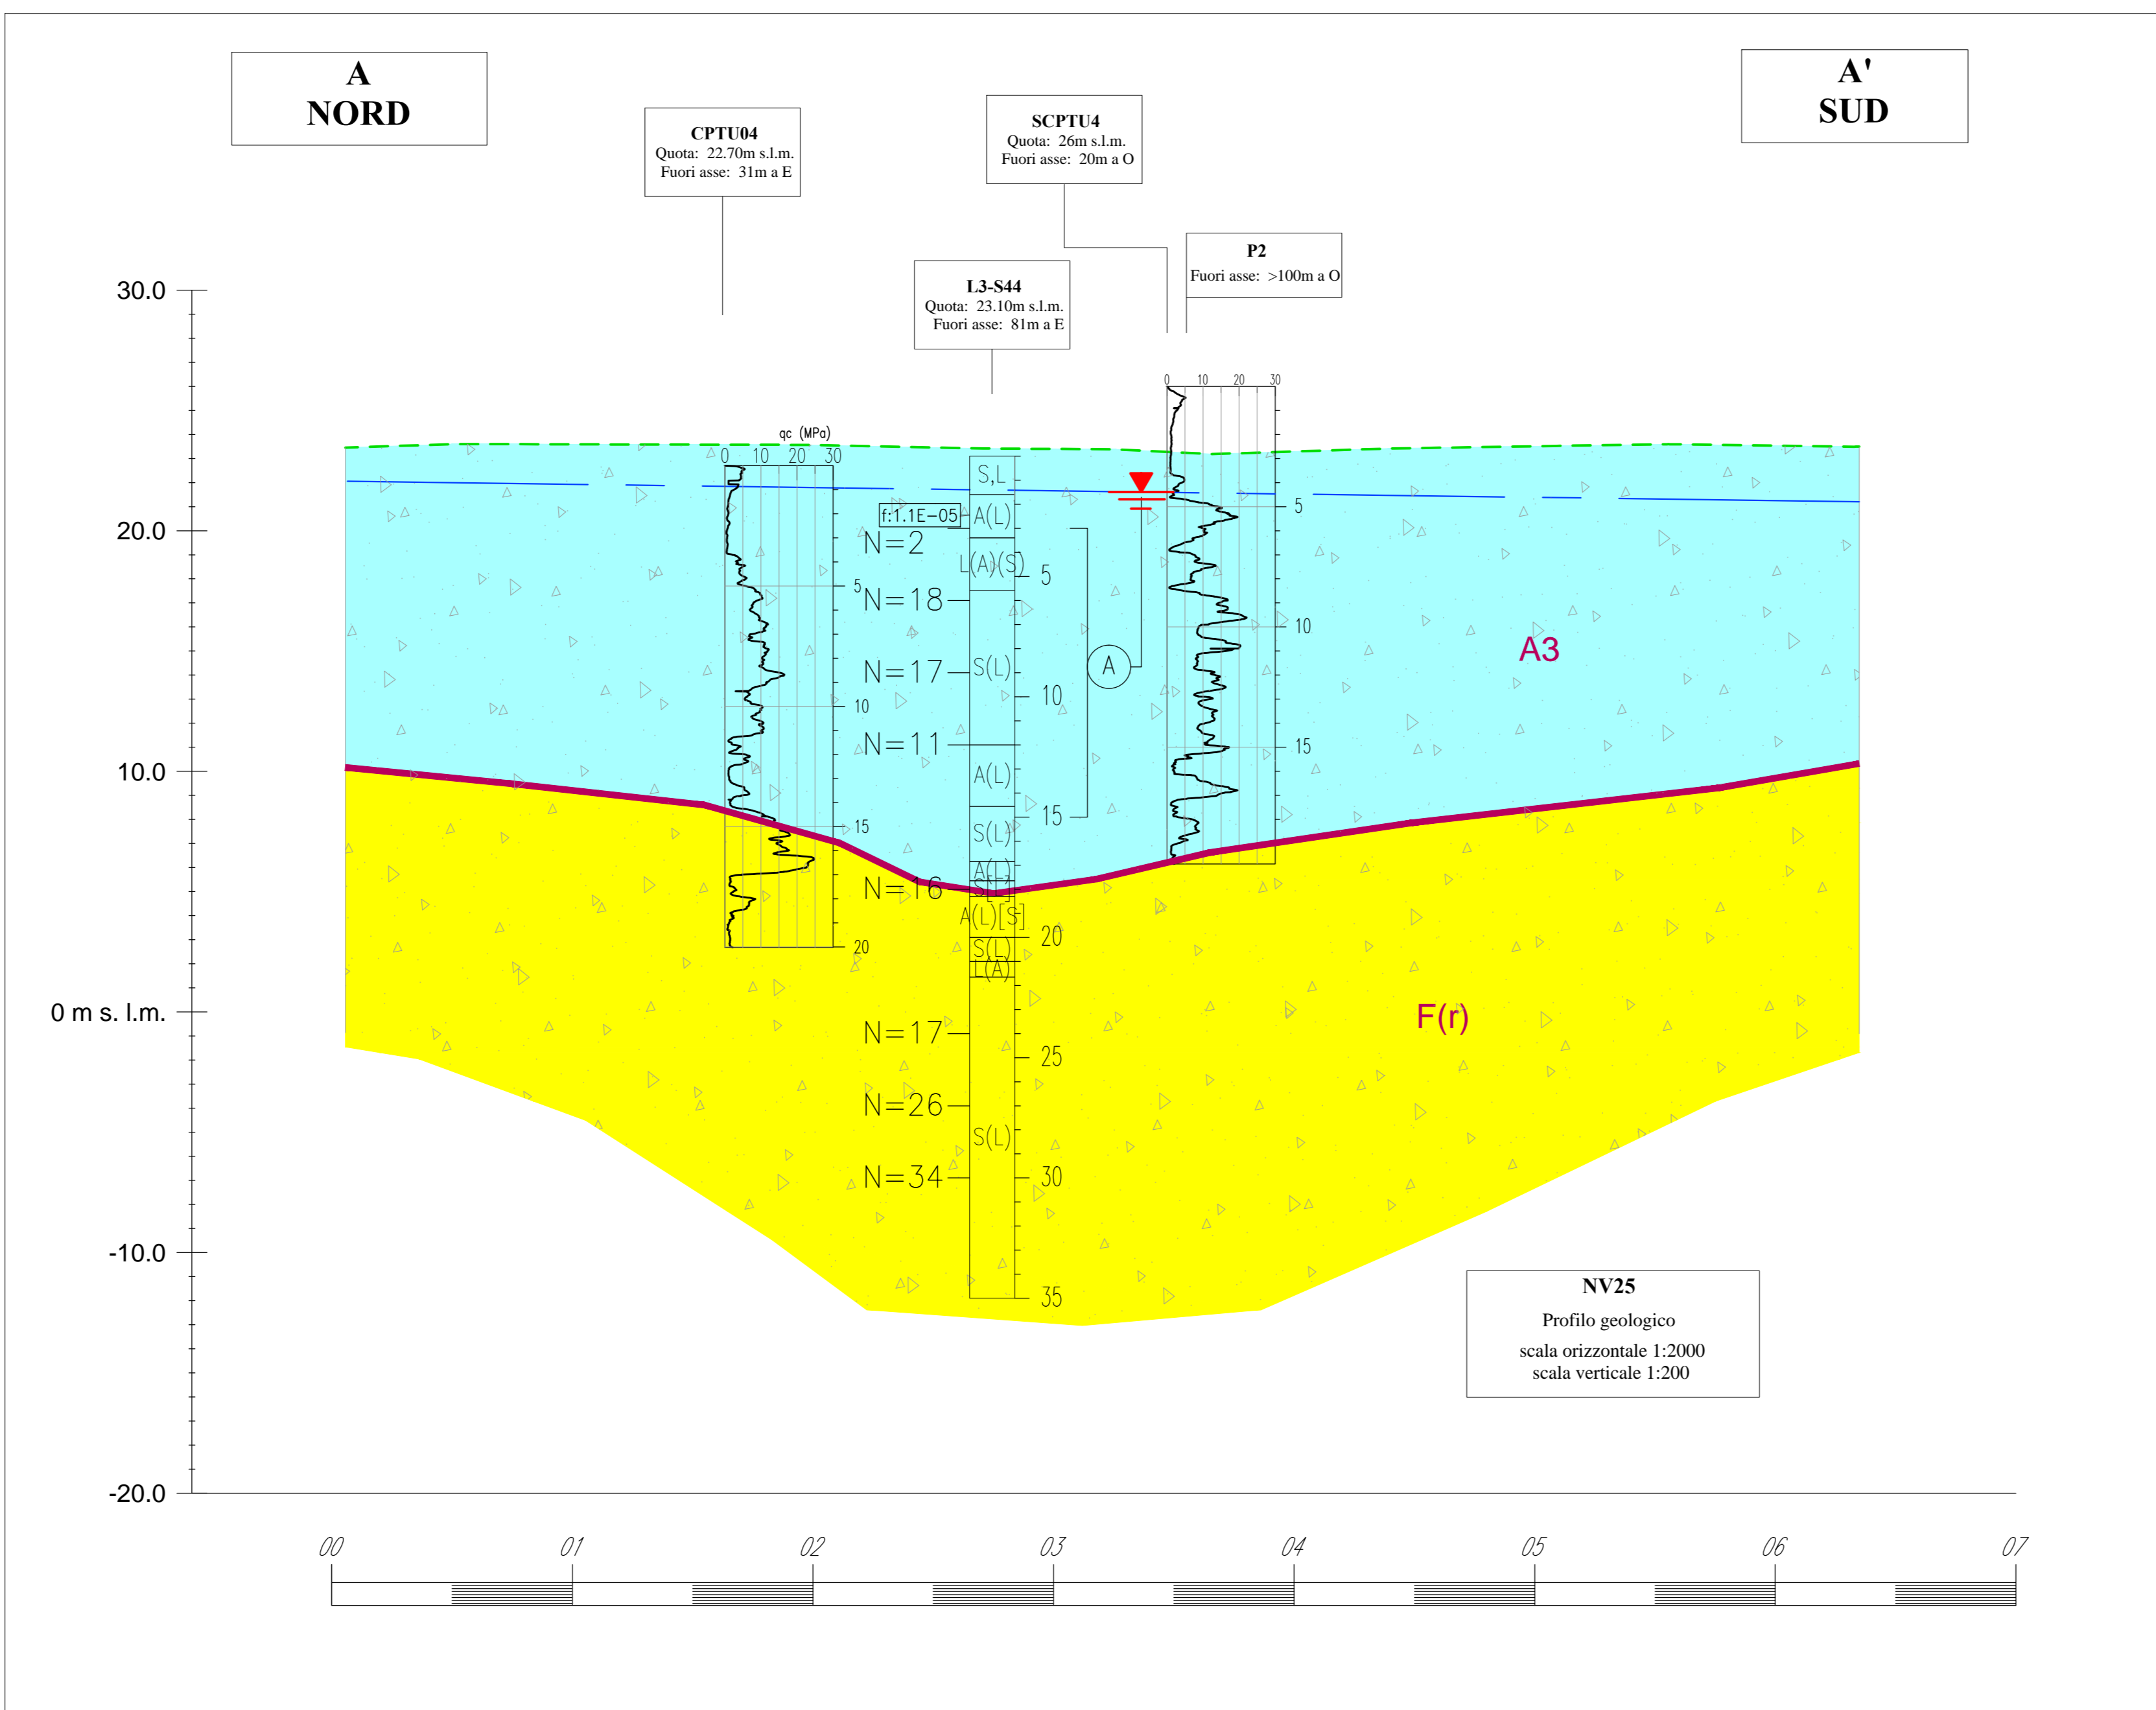 A
NORD
A'
SUD
CPTU04
Quota: 22.70m s.l.m.
Fuori asse: 31m a E
SCPTU4
Quota: 26m s.l.m.
Fuori asse: 20m a O
P2
Fuori asse: >100m a O
L3-S44
Quota: 23.10m s.l.m.
Fuori asse: 81m a E
30.0
20.0
10.0
0 m s. l.m.
-10.0
-20.0
qc (MPa)
0 10 20 30
5
10
15
20
0 10 20 30
5
10
15
f:1.1E-05
N=2
N=18
N=17
N=11
N=16
N=17
N=26
N=34
S,L
A(L)
L(A)(S)
S(L)
A(L)
S(L)
A(L)[S]
S(L)
L(A)
S(L)
5
10
15
20
25
30
35
A
A3
F(r)
NV25
Profilo geologico
scala orizzontale 1:2000
scala verticale 1:200
00 01 02 03 04 05 06 07